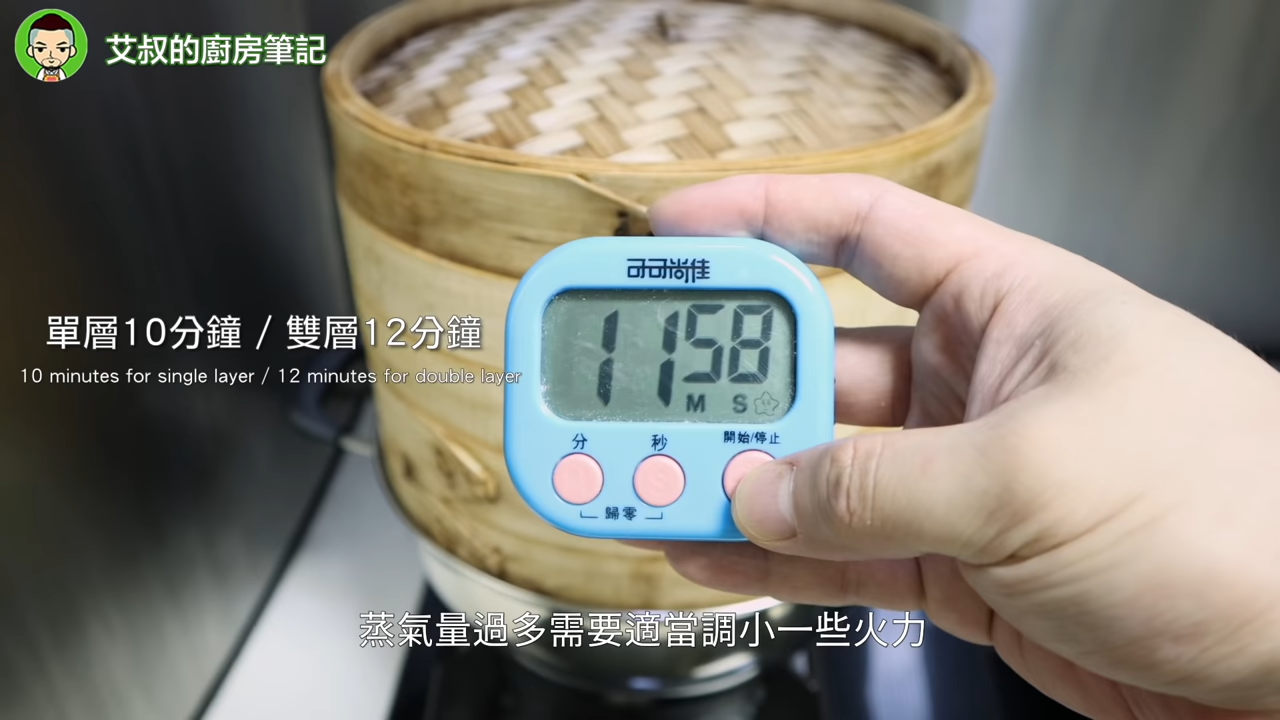 艾叔的廚房筆記
可可尚佳
單層10分鐘 / 雙層12分鐘
10 minutes for single layer / 12 minutes for double layer
11 58
M S
分 秒 開始/停止
歸零
蒸氣量過多需要適當調小一些火力